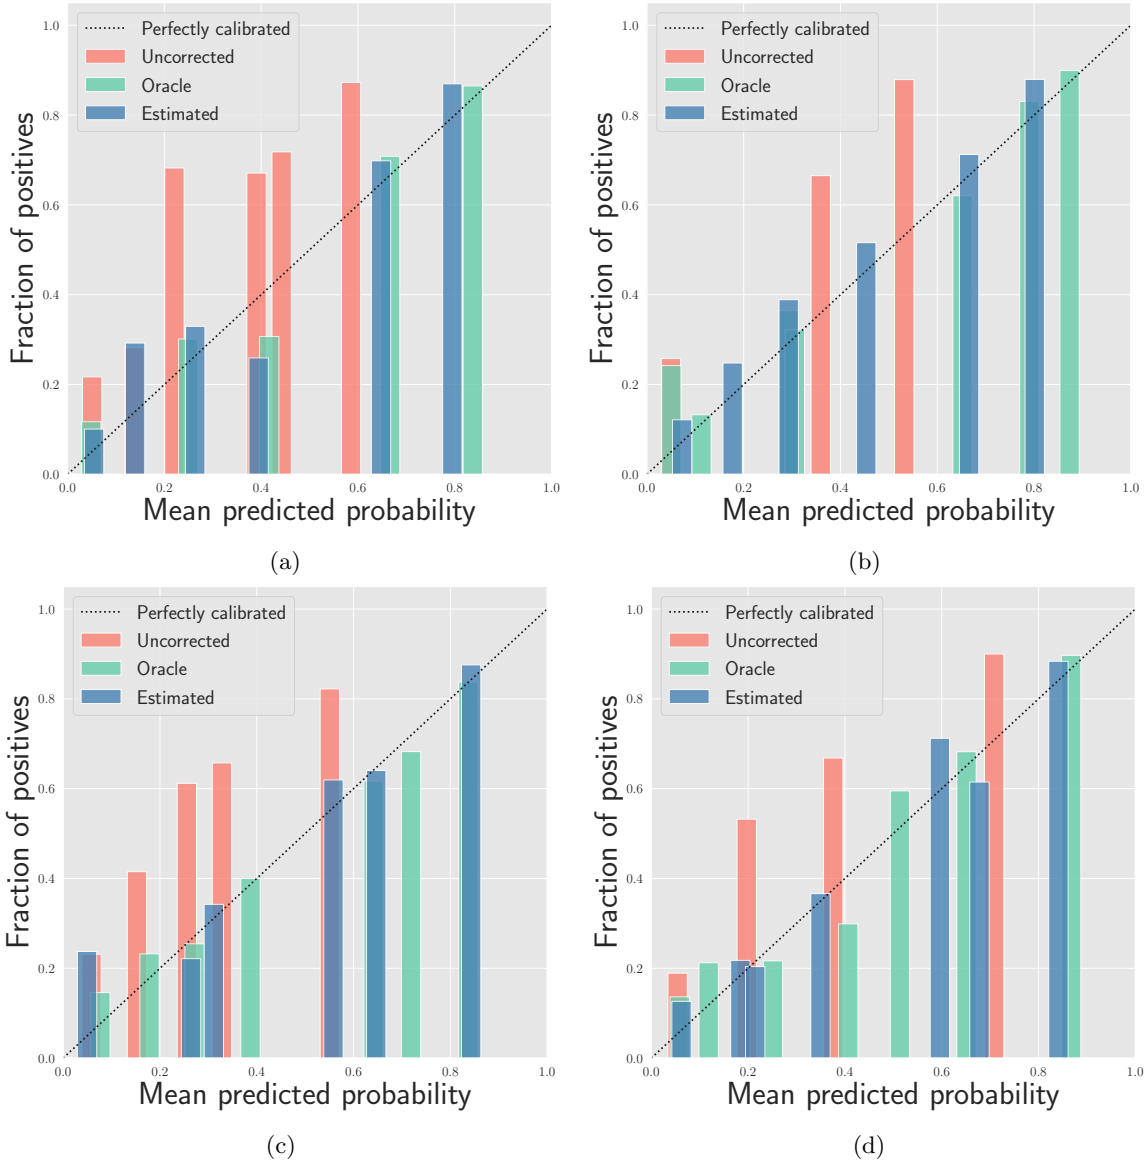 1.0
0.8
0.6
0.4
0.2
0.0
Fraction of positives
Perfectly calibrated
Uncorrected
Oracle
Estimated
0.0 0.2 0.4 0.6 0.8 1.0
Mean predicted probability
(a)
1.0
0.8
0.6
0.4
0.2
0.0
Fraction of positives
Perfectly calibrated
Uncorrected
Oracle
Estimated
0.0 0.2 0.4 0.6 0.8 1.0
Mean predicted probability
(b)
1.0
0.8
0.6
0.4
0.2
0.0
Fraction of positives
Perfectly calibrated
Uncorrected
Oracle
Estimated
0.0 0.2 0.4 0.6 0.8 1.0
Mean predicted probability
(c)
1.0
0.8
0.6
0.4
0.2
0.0
Fraction of positives
Perfectly calibrated
Uncorrected
Oracle
Estimated
0.0 0.2 0.4 0.6 0.8 1.0
Mean predicted probability
(d)